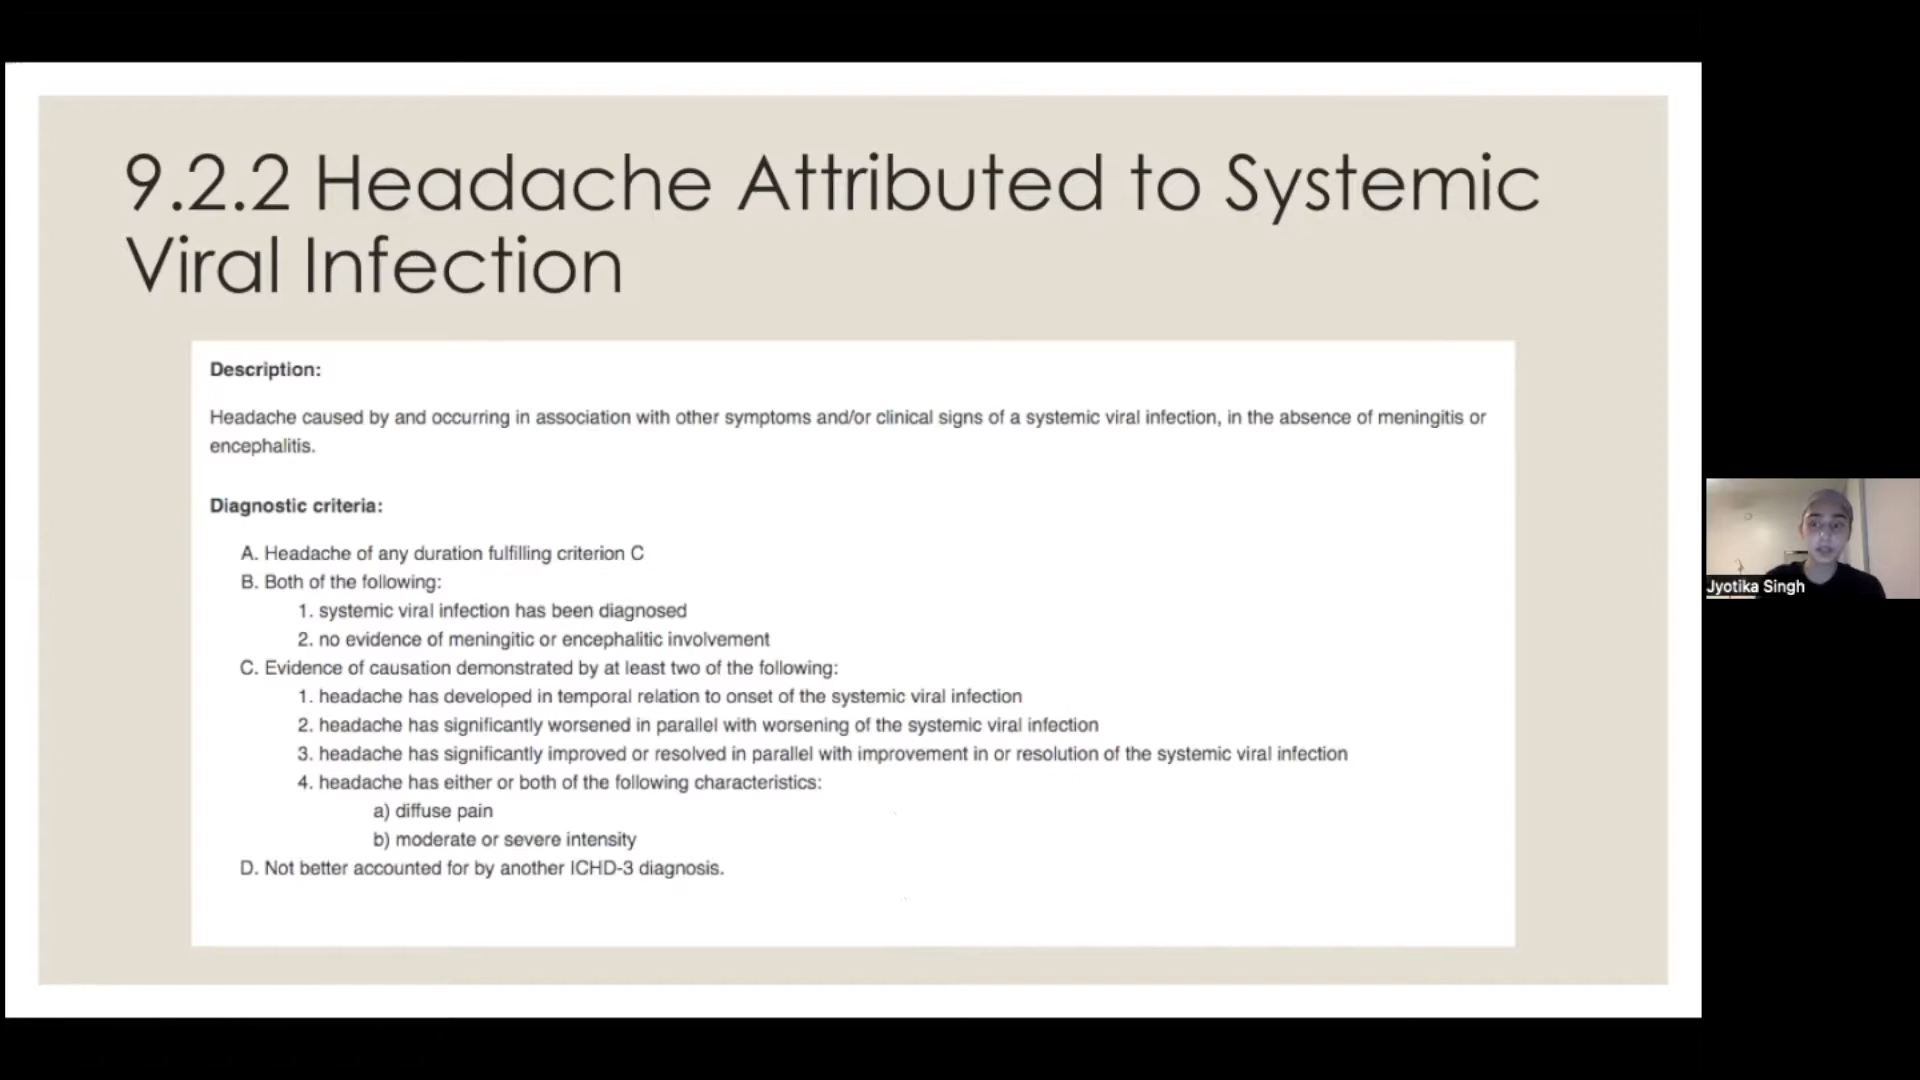 9.2.2 Headache Attributed to Systemic
Viral Infection
Description:
Headache caused by and occurring in association with other symptoms and/or clinical signs of a systemic viral infection, in the absence of meningitis or
encephalitis.
Diagnostic criteria:
A. Headache of any duration fulfilling criterion C
B. Both of the following:
1. systemic viral infection has been diagnosed
2. no evidence of meningitic or encephalitic involvement
C. Evidence of causation demonstrated by at least two of the following:
1. headache has developed in temporal relation to onset of the systemic viral infection
2. headache has significantly worsened in parallel with worsening of the systemic viral infection
3. headache has significantly improved or resolved in parallel with improvement in or resolution of the systemic viral infection
4. headache has either or both of the following characteristics:
a) diffuse pain
b) moderate or severe intensity
D. Not better accounted for by another ICHD-3 diagnosis.
Jyotika Singh